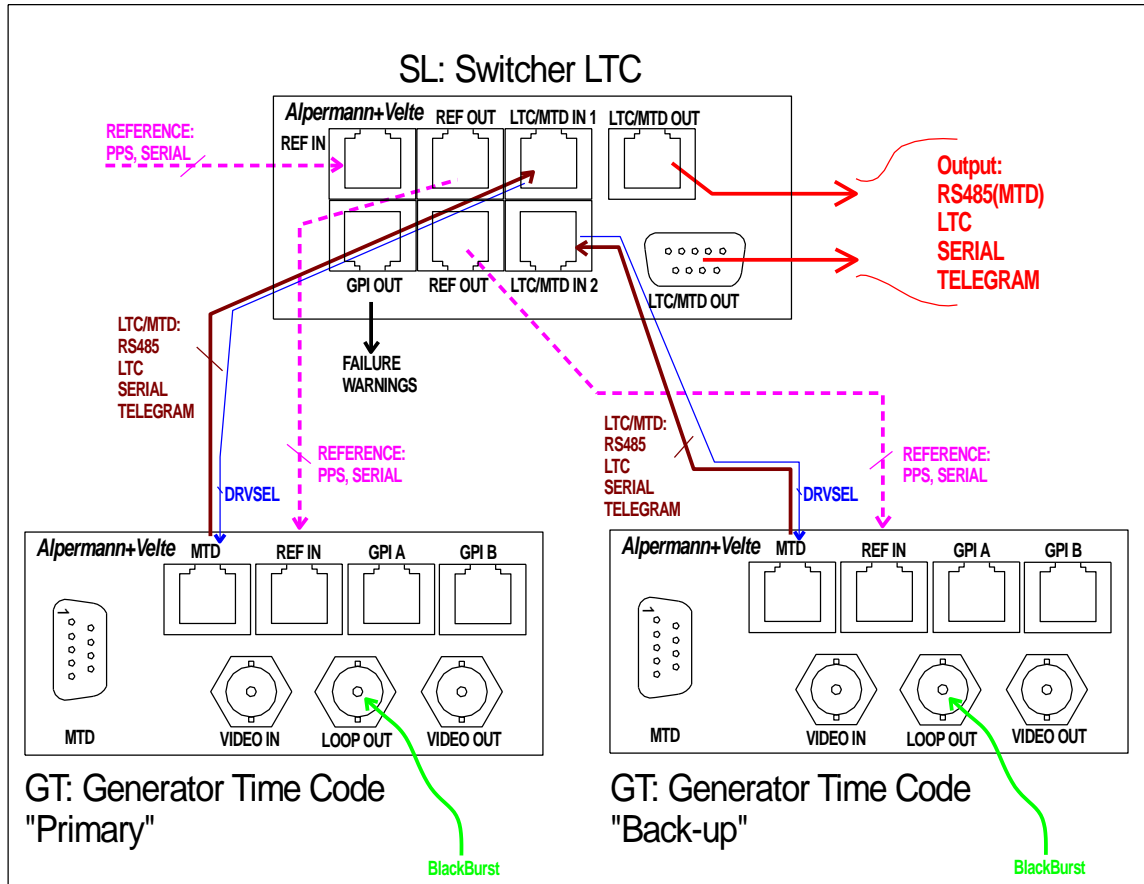 SL: Switcher LTC
Alpermann+Velte
REF IN
REF OUT
LTC/MTD IN 1
LTC/MTD OUT
GPI OUT
REF OUT
LTC/MTD IN 2
LTC/MTD OUT
REFERENCE:
PPS, SERIAL
Output:
RS485(MTD)
LTC
SERIAL
TELEGRAM
FAILURE
WARNINGS
LTC/MTD:
RS485
LTC
SERIAL
TELEGRAM
DRVSEL
REFERENCE:
PPS, SERIAL
LTC/MTD:
RS485
LTC
SERIAL
TELEGRAM
DRVSEL
REFERENCE:
PPS, SERIAL
Alpermann+Velte
MTD
REF IN
GPI A
GPI B
1
MTD
VIDEO IN
LOOP OUT
VIDEO OUT
GT: Generator Time Code
"Primary"
BlackBurst
Alpermann+Velte
MTD
REF IN
GPI A
GPI B
1
MTD
VIDEO IN
LOOP OUT
VIDEO OUT
GT: Generator Time Code
"Back-up"
BlackBurst